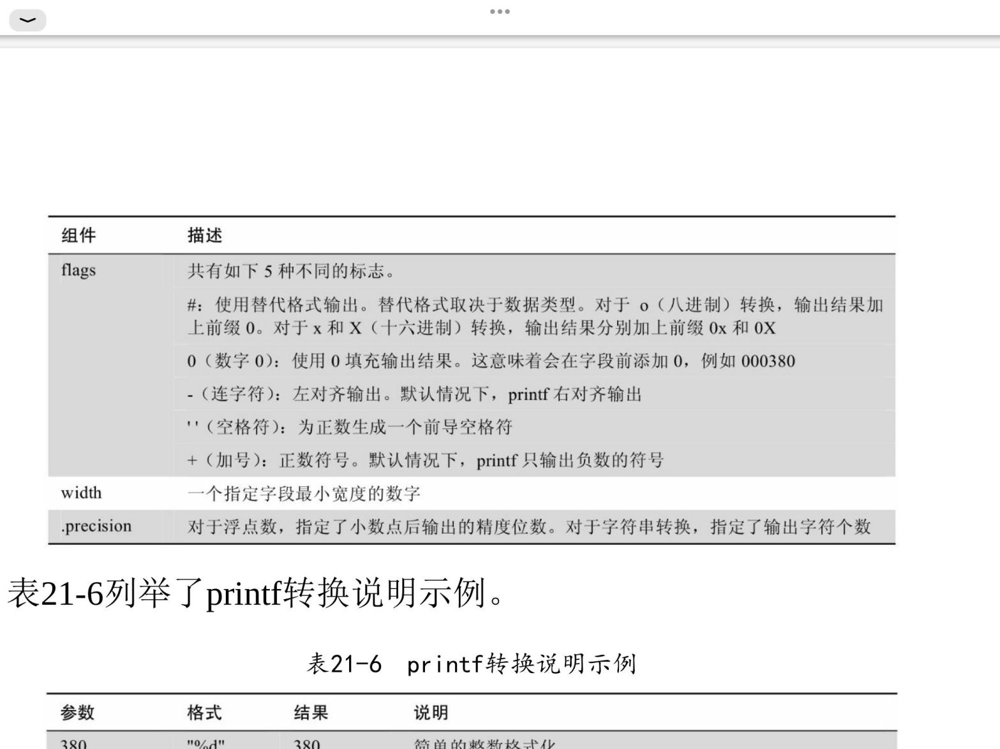 组件 描述
flags 共有如下 5 种不同的标志。
#：使用替代格式输出。替代格式取决于数据类型。对于 o（八进制）转换，输出结果加
上前缀 0。对于 x 和 X（十六进制）转换，输出结果分别加上前缀 0x 和 0X
0（数字 0）：使用 0 填充输出结果。这意味着会在字段前添加 0，例如 000380
-（连字符）：左对齐输出。默认情况下，printf 右对齐输出
' '（空格符）：为正数生成一个前导空格符
+（加号）：正数符号。默认情况下，printf 只输出负数的符号
width 一个指定字段最小宽度的数字
.precision 对于浮点数，指定了小数点后输出的精度位数。对于字符串转换，指定了输出字符个数
表21-6列举了printf转换说明示例。
表21-6 printf转换说明示例
参数 格式 结果 说明
380 "%d" 380 简单的整数格式化